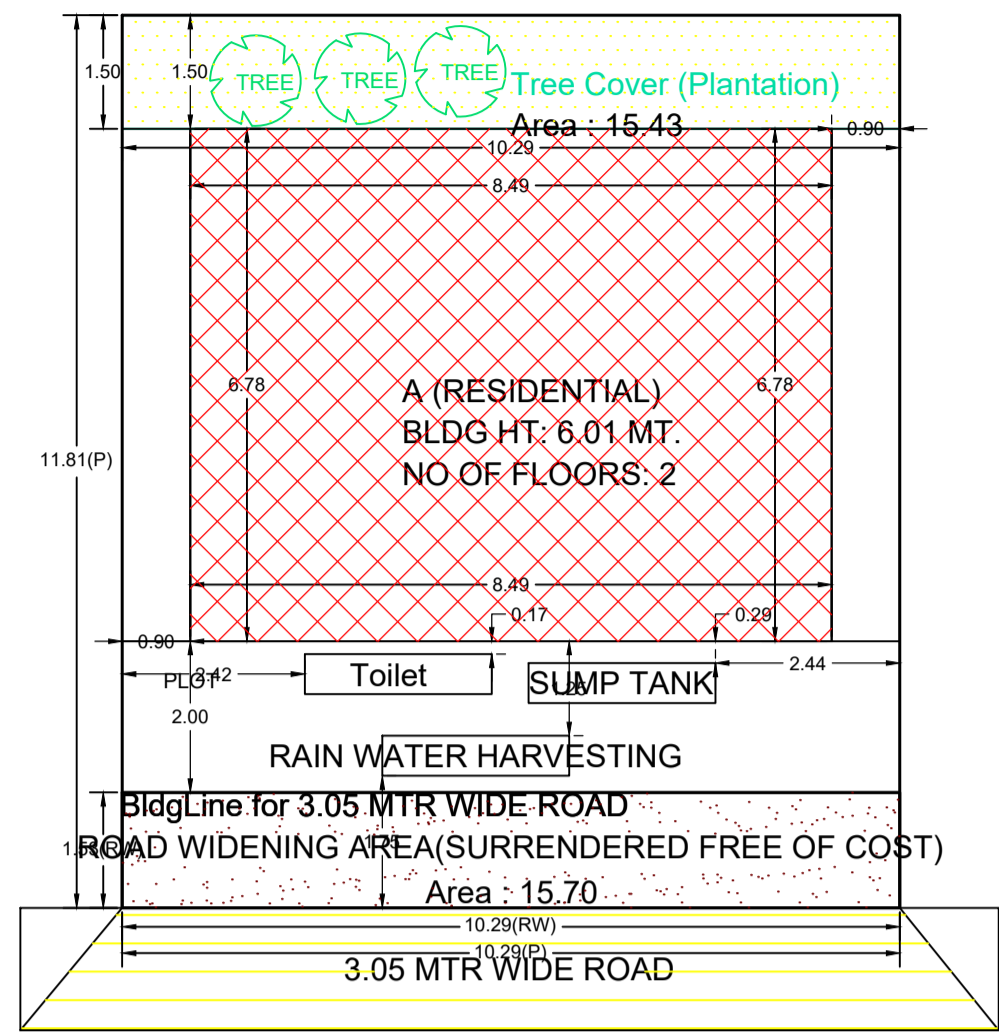 1.50
1.50
TREE
TREE
TREE
Tree Cover (Plantation)
Area : 15.43
0.90
10.29
8.49
6.78
6.78
A (RESIDENTIAL)
BLDG HT: 6.01 MT.
NO OF FLOORS: 2
11.81(P)
8.49
0.17
0.29
0.90
2.44
PLOT
2.42
Toilet
SUMP TANK
1.25
2.00
RAIN WATER HARVESTING
BldgLine for 3.05 MTR WIDE ROAD
ROAD WIDENING AREA(SURRENDERED FREE OF COST)
1.75
Area : 15.70
10.29(RW)
10.29(P)
3.05 MTR WIDE ROAD